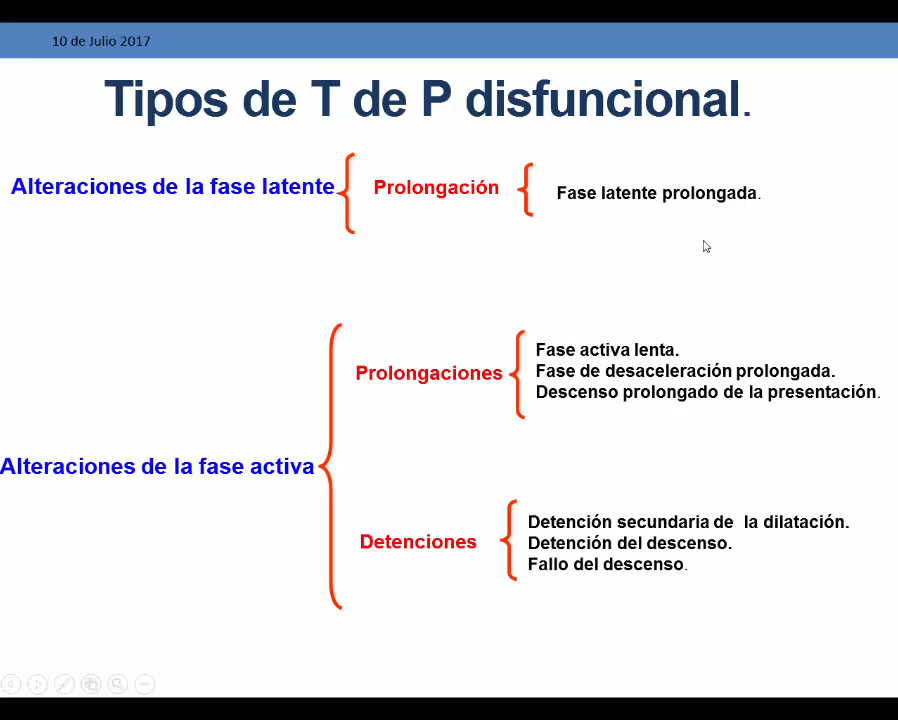 10 de Julio 2017
Tipos de T de P disfuncional.
Alteraciones de la fase latente
Prolongación
Fase latente prolongada.
Prolongaciones
Fase activa lenta.
Fase de desaceleración prolongada.
Descenso prolongado de la presentación.
Alteraciones de la fase activa
Detenciones
Detención secundaria de  la dilatación.
Detención del descenso.
Fallo del descenso.